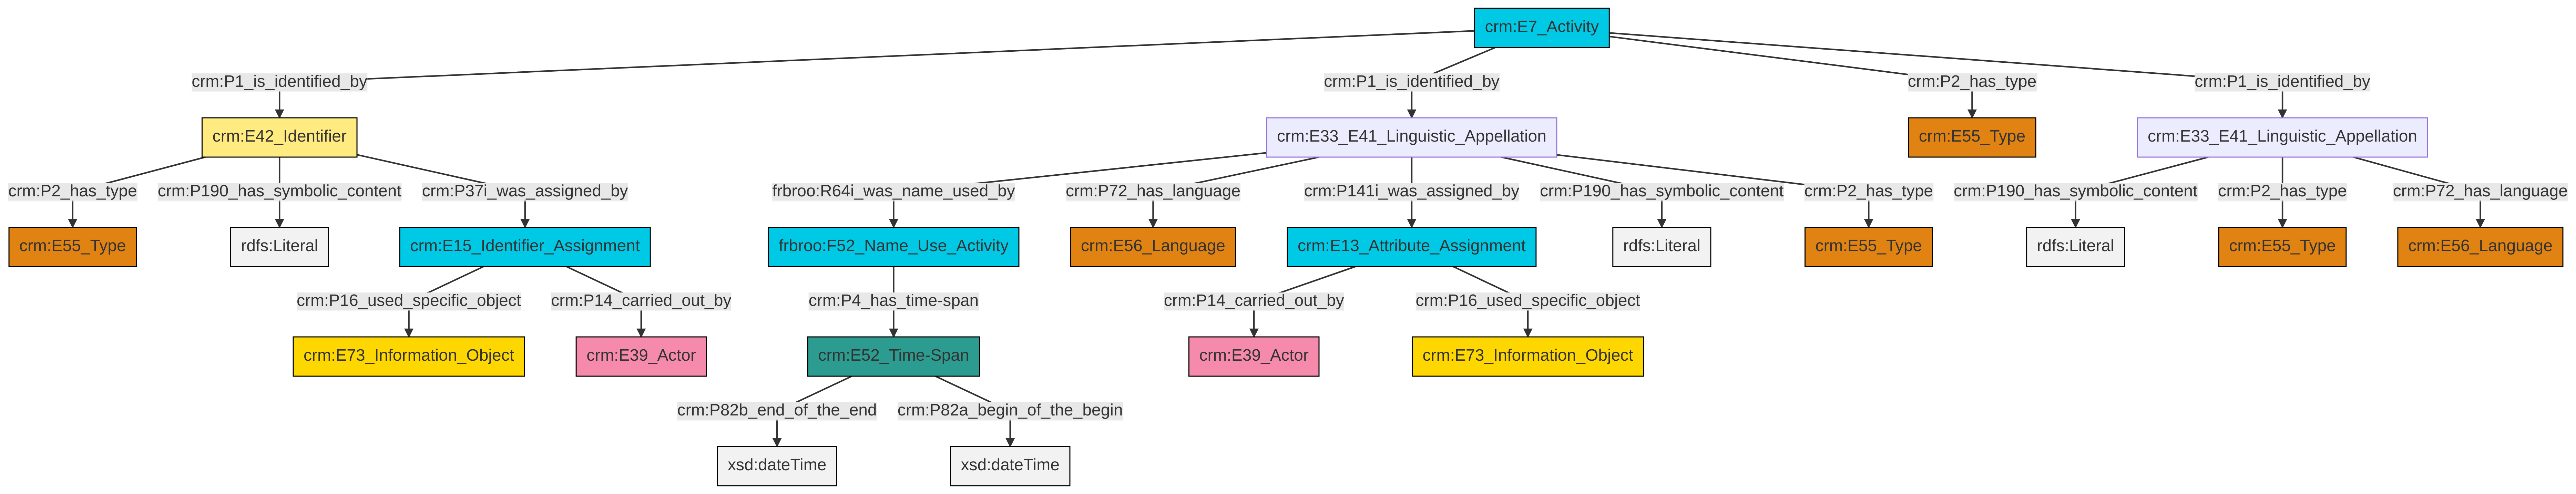 crm:E7_Activity
crm:P1_is_identified_by
crm:P1_is_identified_by
crm:P2_has_type
crm:P1_is_identified_by
crm:E42_Identifier
crm:E33_E41_Linguistic_Appellation
crm:E55_Type
crm:E33_E41_Linguistic_Appellation
crm:P2_has_type
crm:P190_has_symbolic_content
crm:P37i_was_assigned_by
frbroo:R64i_was_name_used_by
crm:P72_has_language
crm:P141i_was_assigned_by
crm:P190_has_symbolic_content
crm:P2_has_type
crm:P190_has_symbolic_content
crm:P2_has_type
crm:P72_has_language
crm:E55_Type
rdfs:Literal
crm:E15_Identifier_Assignment
frbroo:F52_Name_Use_Activity
crm:E56_Language
crm:E13_Attribute_Assignment
rdfs:Literal
crm:E55_Type
rdfs:Literal
crm:E55_Type
crm:E56_Language
crm:P16_used_specific_object
crm:P14_carried_out_by
crm:P4_has_time-span
crm:P14_carried_out_by
crm:P16_used_specific_object
crm:E73_Information_Object
crm:E39_Actor
crm:E52_Time-Span
crm:E39_Actor
crm:E73_Information_Object
crm:P82b_end_of_the_end
crm:P82a_begin_of_the_begin
xsd:dateTime
xsd:dateTime